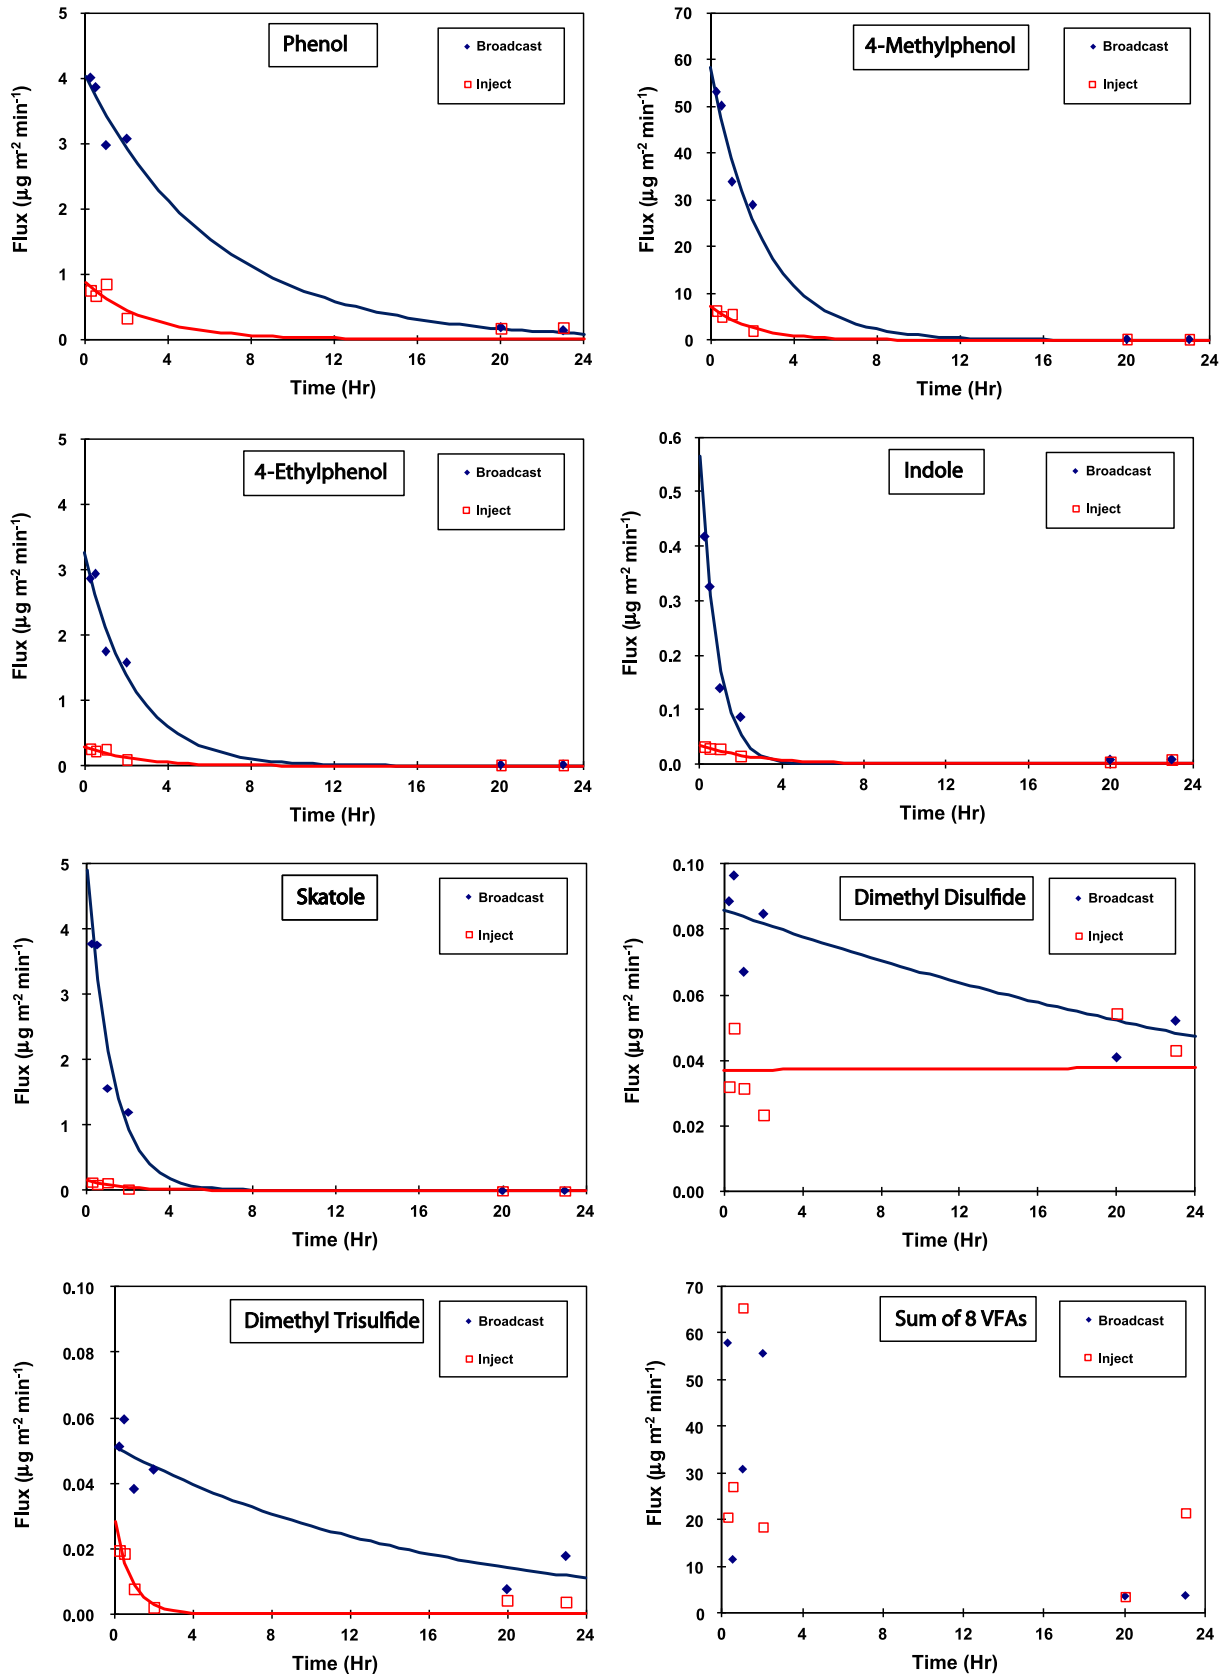 Phenol
Broadcast
Inject
Flux (µg m-2 min-1)
5
4
3
2
1
0
0 4 8 12 16 20 24
Time (Hr)
4-Methylphenol
Broadcast
Inject
Flux (µg m-2 min-1)
70
60
50
40
30
20
10
0
0 4 8 12 16 20 24
Time (Hr)
4-Ethylphenol
Broadcast
Inject
Flux (µg m-2 min-1)
5
4
3
2
1
0
0 4 8 12 16 20 24
Time (Hr)
Indole
Broadcast
Inject
Flux (µg m-2 min-1)
0.6
0.5
0.4
0.3
0.2
0.1
0.0
0 4 8 12 16 20 24
Time (Hr)
Skatole
Broadcast
Inject
Flux (µg m-2 min-1)
5
4
3
2
1
0
0 4 8 12 16 20 24
Time (Hr)
Dimethyl Disulfide
Broadcast
Inject
Flux (µg m-2 min-1)
0.10
0.08
0.06
0.04
0.02
0.00
0 4 8 12 16 20 24
Time (Hr)
Dimethyl Trisulfide
Broadcast
Inject
Flux (µg m-2 min-1)
0.10
0.08
0.06
0.04
0.02
0.00
0 4 8 12 16 20 24
Time (Hr)
Sum of 8 VFAs
Broadcast
Inject
Flux (µg m-2 min-1)
70
60
50
40
30
20
10
0
0 4 8 12 16 20 24
Time (Hr)